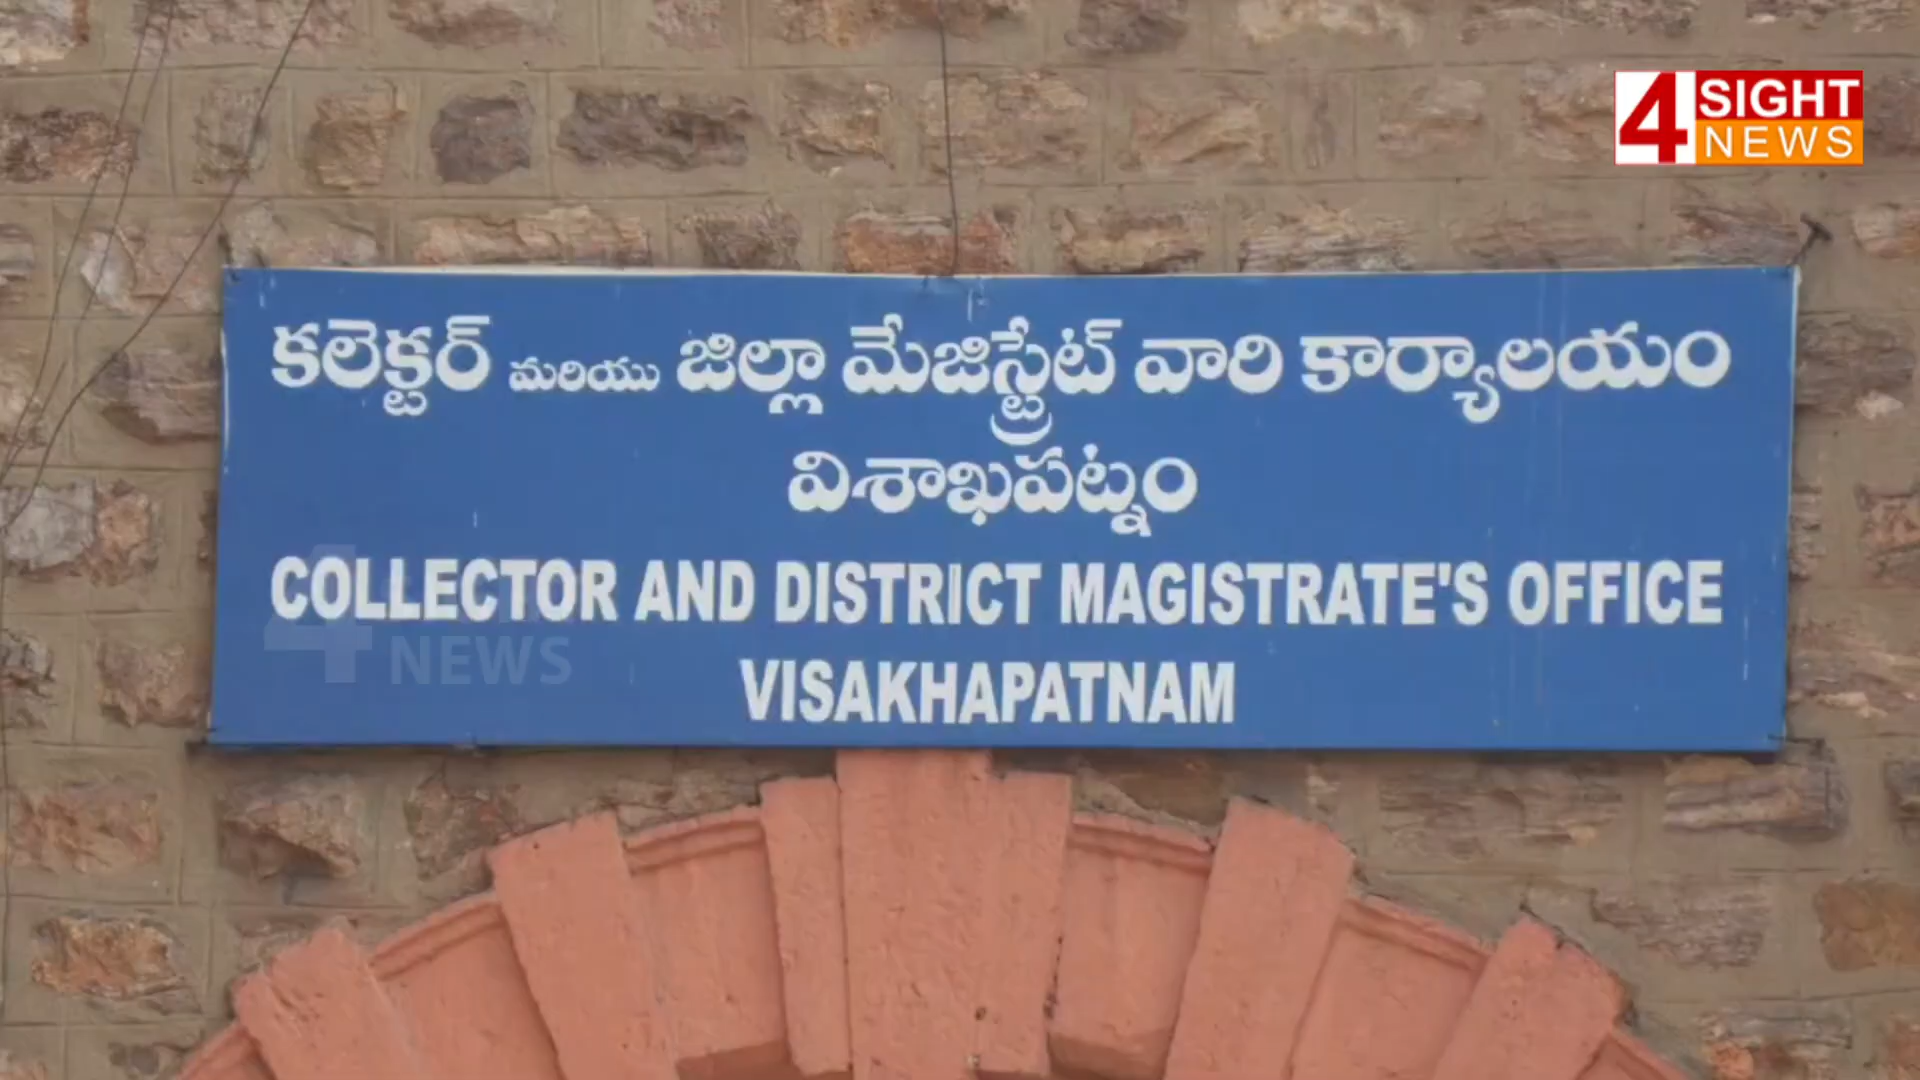 4 SIGHT
NEWS
కలెక్టర్ మరియు జిల్లా మేజిస్ట్రేట్ వారి కార్యాలయం
విశాఖపట్నం
COLLECTOR AND DISTRICT MAGISTRATE'S OFFICE
4 NEWS
VISAKHAPATNAM